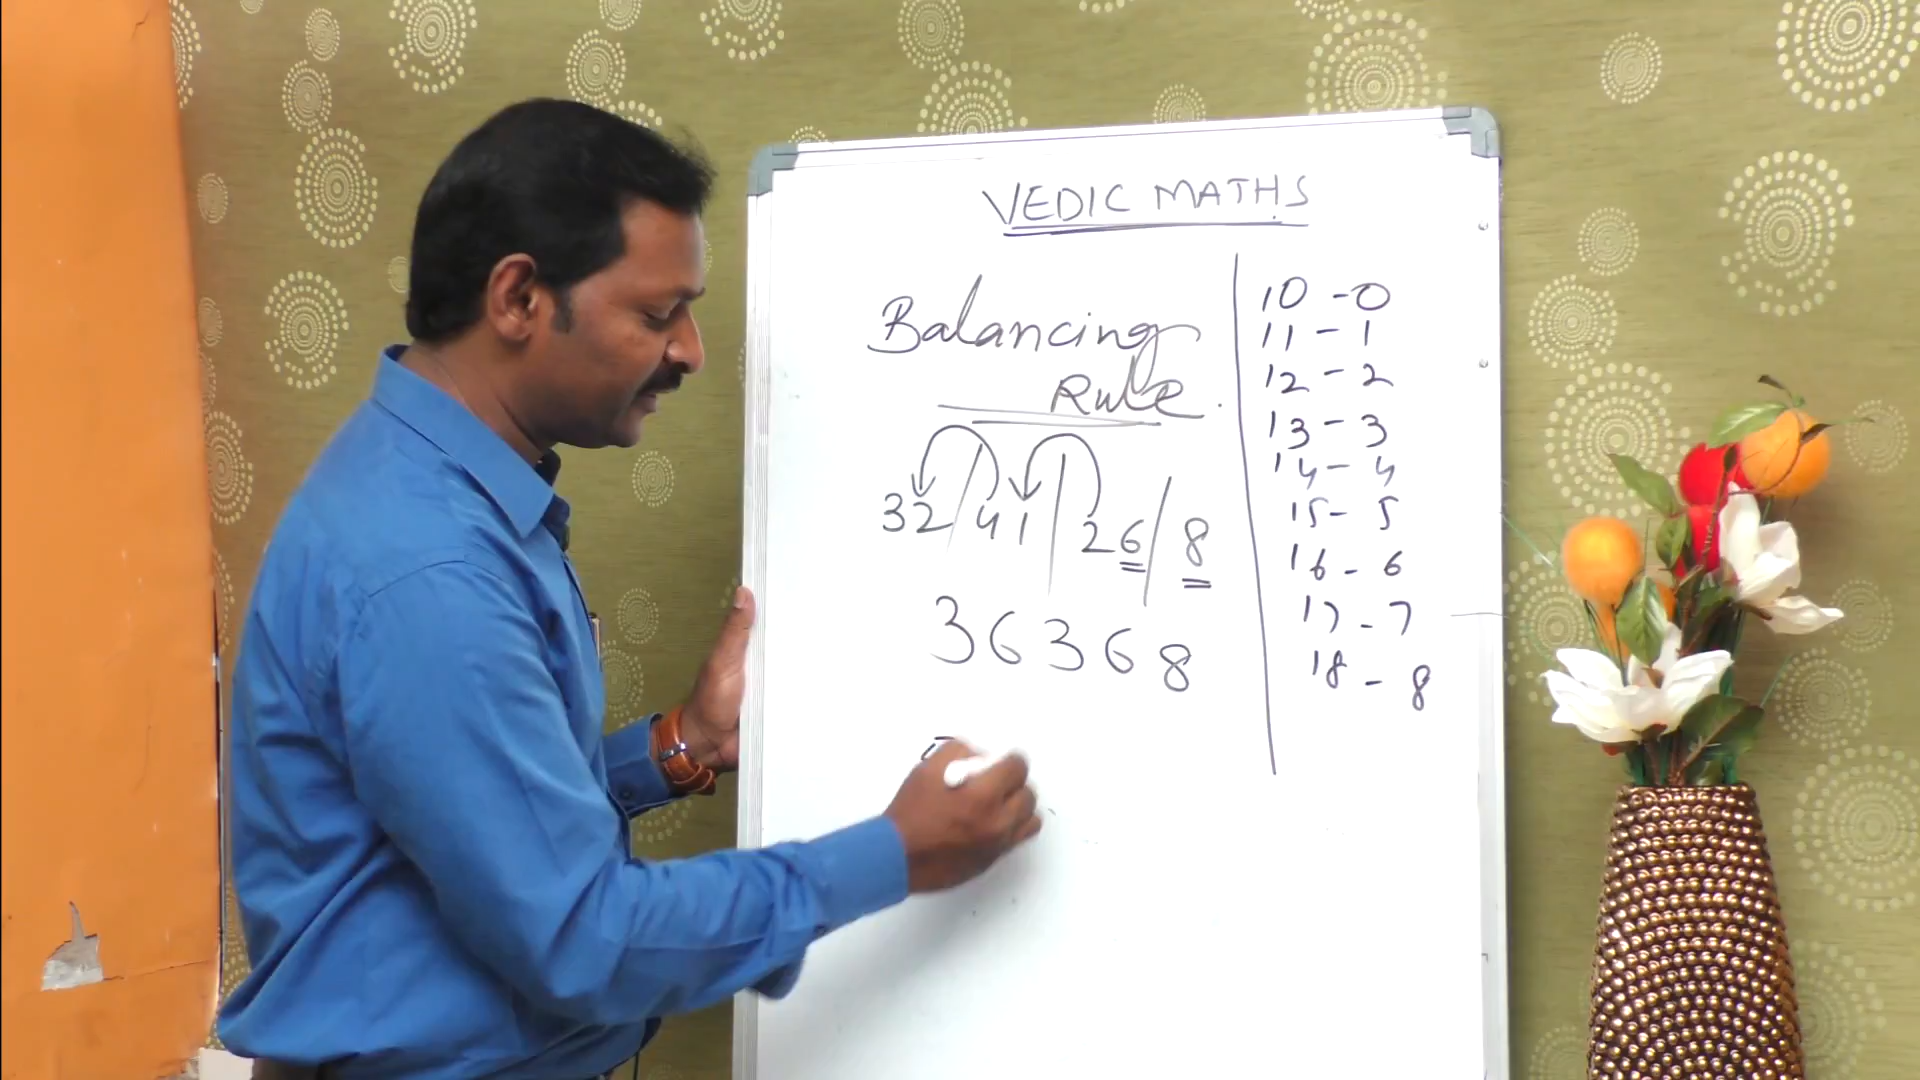 VEDIC MATHS
Balancing
Rule.
32/41/26/8
36368
10 - 0
11 - 1
12 - 2
13 - 3
14 - 4
15 - 5
16 - 6
17 - 7
18 - 8